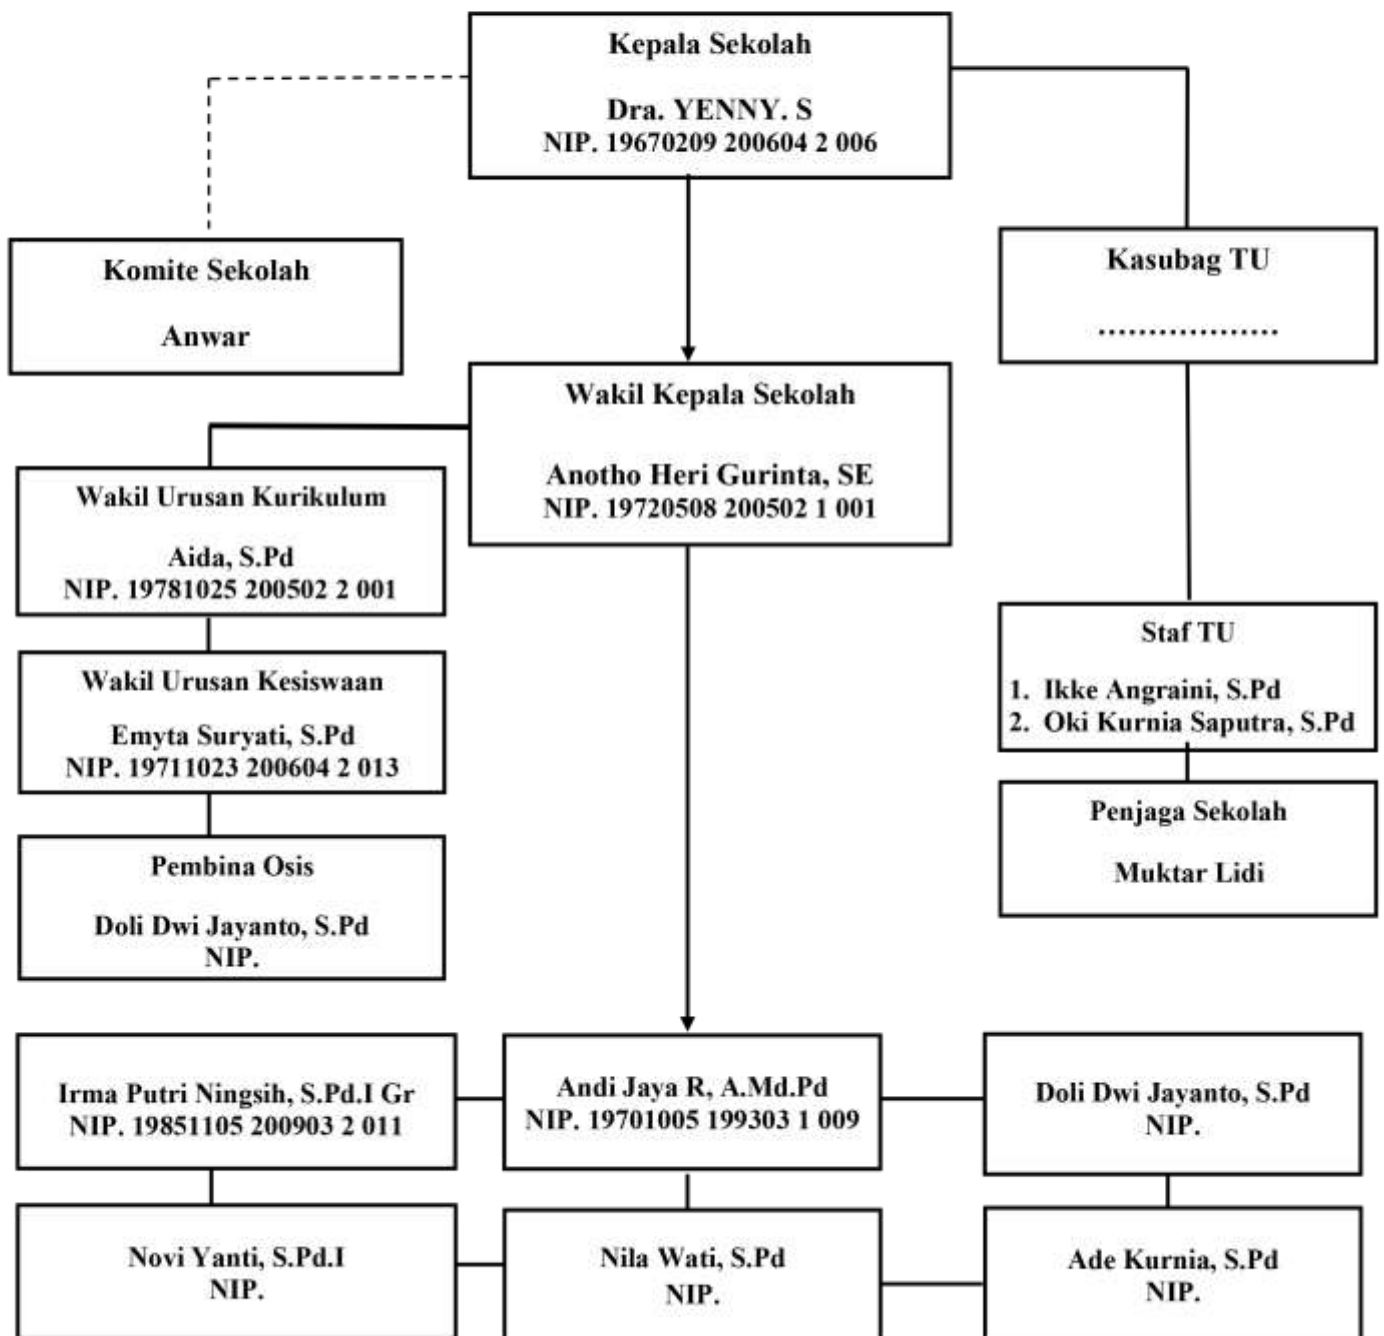 Kepala Sekolah
Dra. YENNY. S
NIP. 19670209 200604 2 006
Komite Sekolah
Anwar
Kasubag TU
..................
Wakil Kepala Sekolah
Anotho Heri Gurinta, SE
NIP. 19720508 200502 1 001
Wakil Urusan Kurikulum
Aida, S.Pd
NIP. 19781025 200502 2 001
Wakil Urusan Kesiswaan
Emyta Suryati, S.Pd
NIP. 19711023 200604 2 013
Pembina Osis
Doli Dwi Jayanto, S.Pd
NIP.
Staf TU
1. Ikke Angraini, S.Pd
2. Oki Kurnia Saputra, S.Pd
Penjaga Sekolah
Muktar Lidi
Irma Putri Ningsih, S.Pd.I Gr
NIP. 19851105 200903 2 011
Andi Jaya R, A.Md.Pd
NIP. 19701005 199303 1 009
Doli Dwi Jayanto, S.Pd
NIP.
Novi Yanti, S.Pd.I
NIP.
Nila Wati, S.Pd
NIP.
Ade Kurnia, S.Pd
NIP.